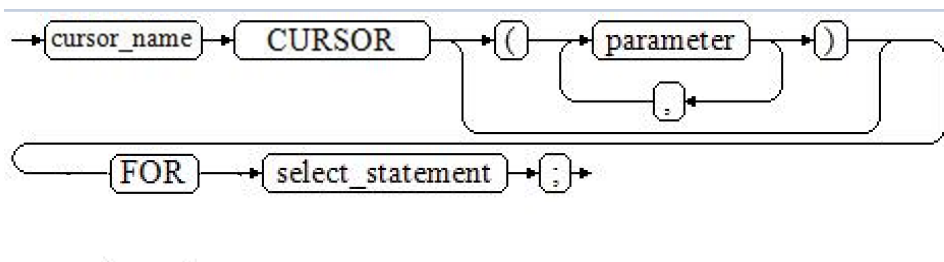 cursor_name CURSOR ( parameter )
,
FOR select_statement ;